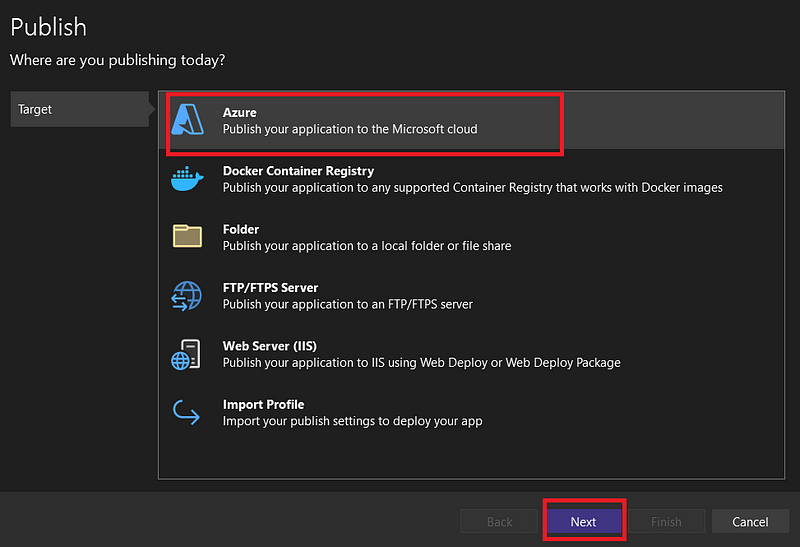 Publish
Where are you publishing today?
Target
Azure
Publish your application to the Microsoft cloud
Docker Container Registry
Publish your application to any supported Container Registry that works with Docker images
Folder
Publish your application to a local folder or file share
FTP/FTPS Server
Publish your application to an FTP/FTPS server
Web Server (IIS)
Publish your application to IIS using Web Deploy or Web Deploy Package
Import Profile
Import your publish settings to deploy your app
Back
Next
Finish
Cancel